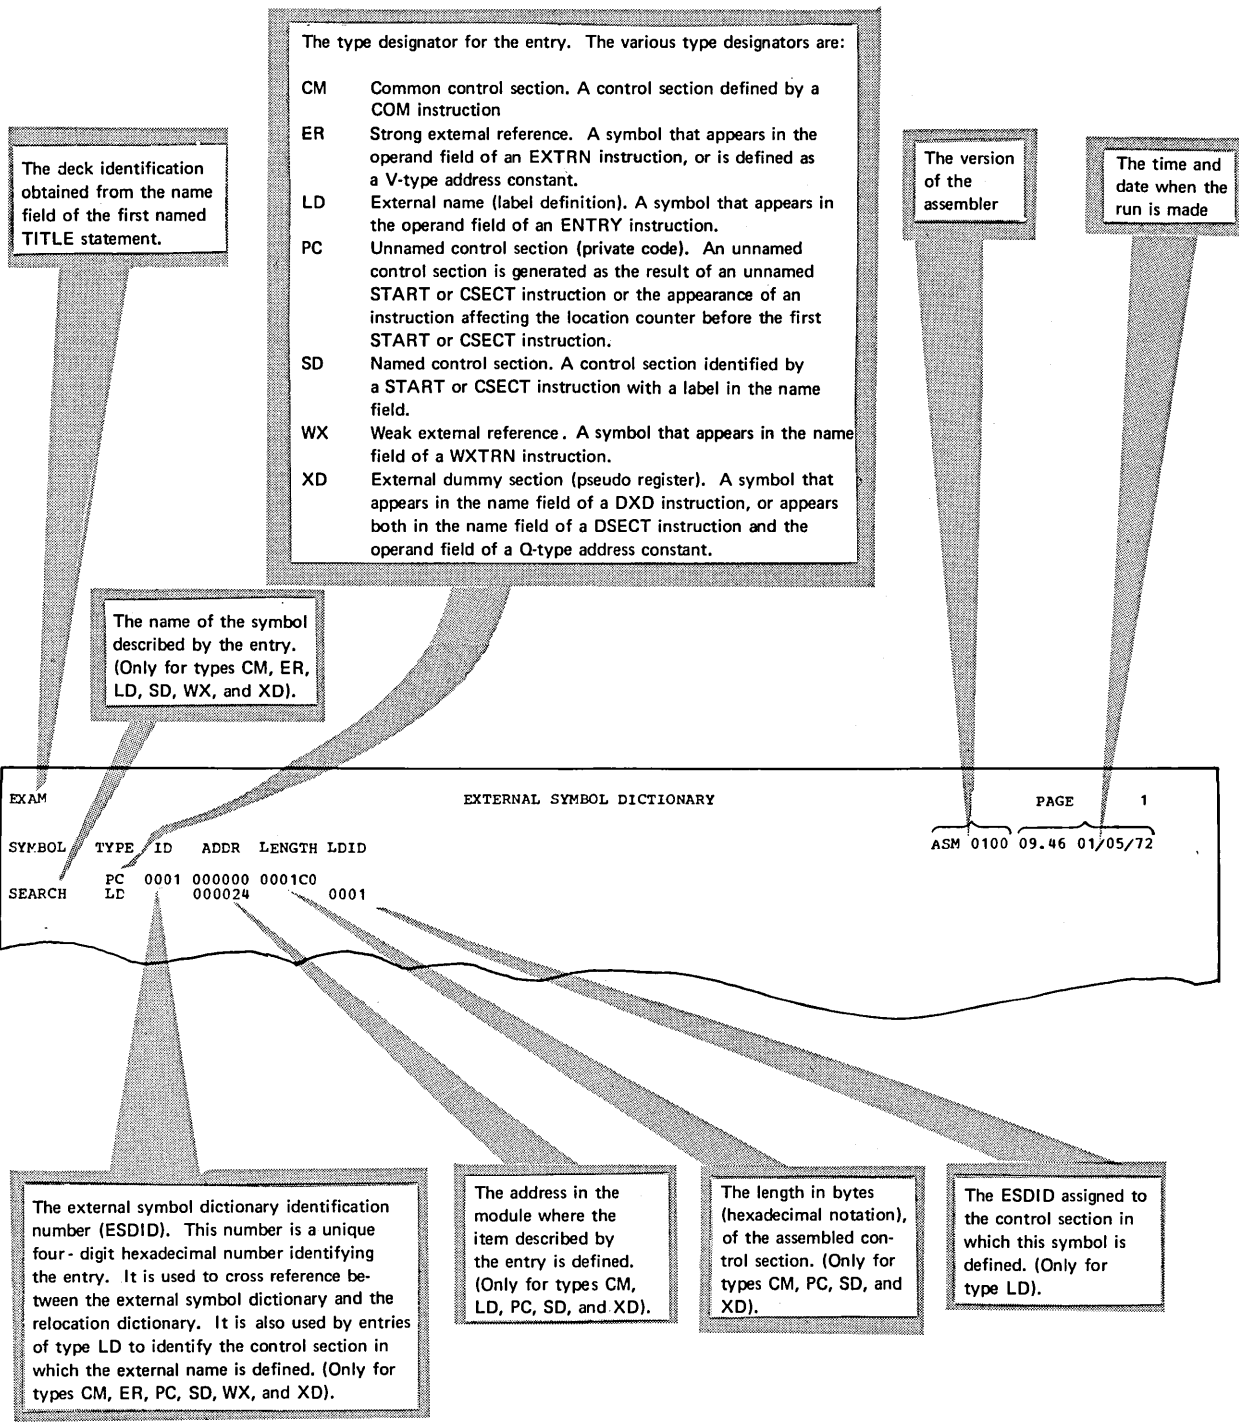 The type designator for the entry. The various type designators are:
CM Common control section. A control section defined by a
COM instruction
ER Strong external reference. A symbol that appears in the
operand field of an EXTRN instruction, or is defined as
a V-type address constant.
LD External name (label definition). A symbol that appears in
the operand field of an ENTRY instruction.
PC Unnamed control section (private code). An unnamed
control section is generated as the result of an unnamed
START or CSECT instruction or the appearance of an
instruction affecting the location counter before the first
START or CSECT instruction.
SD Named control section. A control section identified by
a START or CSECT instruction with a label in the name
field.
WX Weak external reference. A symbol that appears in the name
field of a WXTRN instruction.
XD External dummy section (pseudo register). A symbol that
appears in the name field of a DXD instruction, or appears
both in the name field of a DSECT instruction and the
operand field of a Q-type address constant.
The deck identification
obtained from the name
field of the first named
TITLE statement.
The version
of the
assembler
The time and
date when the
run is made
The name of the symbol
described by the entry.
(Only for types CM, ER,
LD, SD, WX, and XD).
EXAM EXTERNAL SYMBOL DICTIONARY PAGE 1
SYMBOL TYPE ID ADDR LENGTH LDID ASM 0100 09.46 01/05/72
PC 0001 000000 0001C0
SEARCH LD 000024 0001
The external symbol dictionary identification
number (ESDID). This number is a unique
four-digit hexadecimal number identifying
the entry. It is used to cross reference be-
tween the external symbol dictionary and the
relocation dictionary. It is also used by entries
of type LD to identify the control section in
which the external name is defined. (Only for
types CM, ER, PC, SD, WX, and XD).
The address in the
module where the
item described by
the entry is defined.
(Only for types CM,
LD, PC, SD, and XD).
The length in bytes
(hexadecimal notation),
of the assembled con-
trol section. (Only for
types CM, PC, SD, and
XD).
The ESDID assigned to
the control section in
which this symbol is
defined. (Only for
type LD).